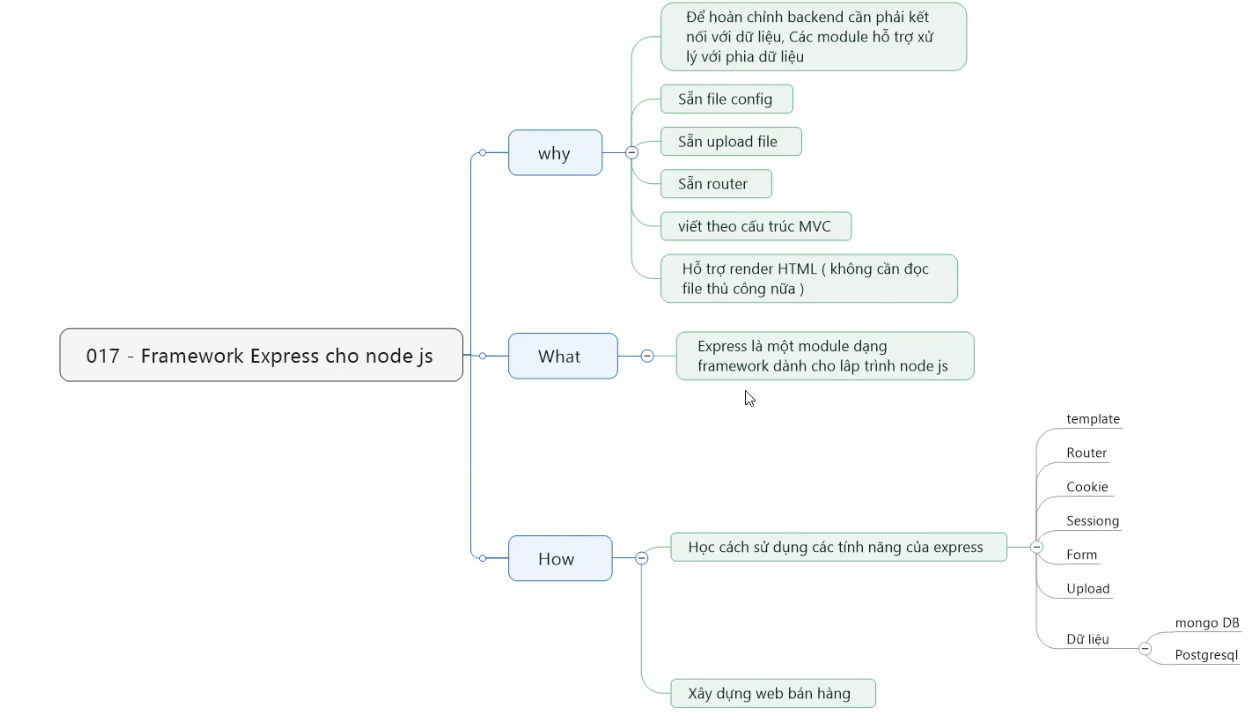 Để hoàn chỉnh backend cần phải kết
nối với dữ liệu, Các module hỗ trợ xử
lý với phia dữ liệu
Sẵn file config
why
Sẵn upload file
Sẵn router
viết theo cấu trúc MVC
Hỗ trợ render HTML ( không cần đọc
file thủ công nữa )
017 - Framework Express cho node js
What
Express là một module dạng
framework dành cho lâp trình node js
How
Học cách sử dụng các tính năng của express
template
Router
Cookie
Sessiong
Form
Upload
Dữ liệu
mongo DB
Postgresql
Xây dựng web bán hàng